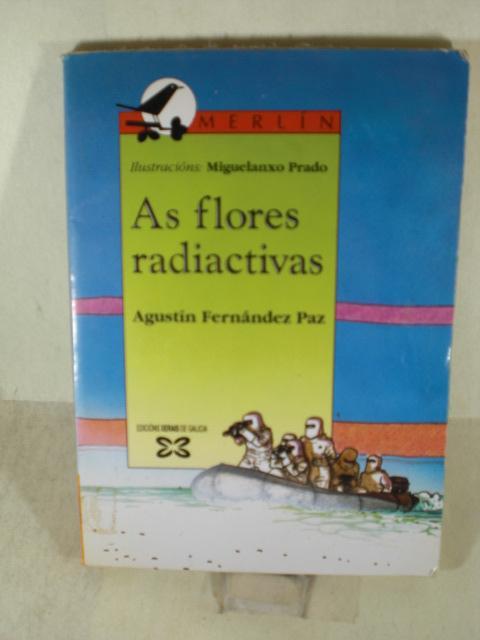 MERLÍN
Ilustracións: Miguelanxo Prado
As flores
radiactivas
Agustín Fernández Paz
EDICIÓNS XERAIS DE GALICIA